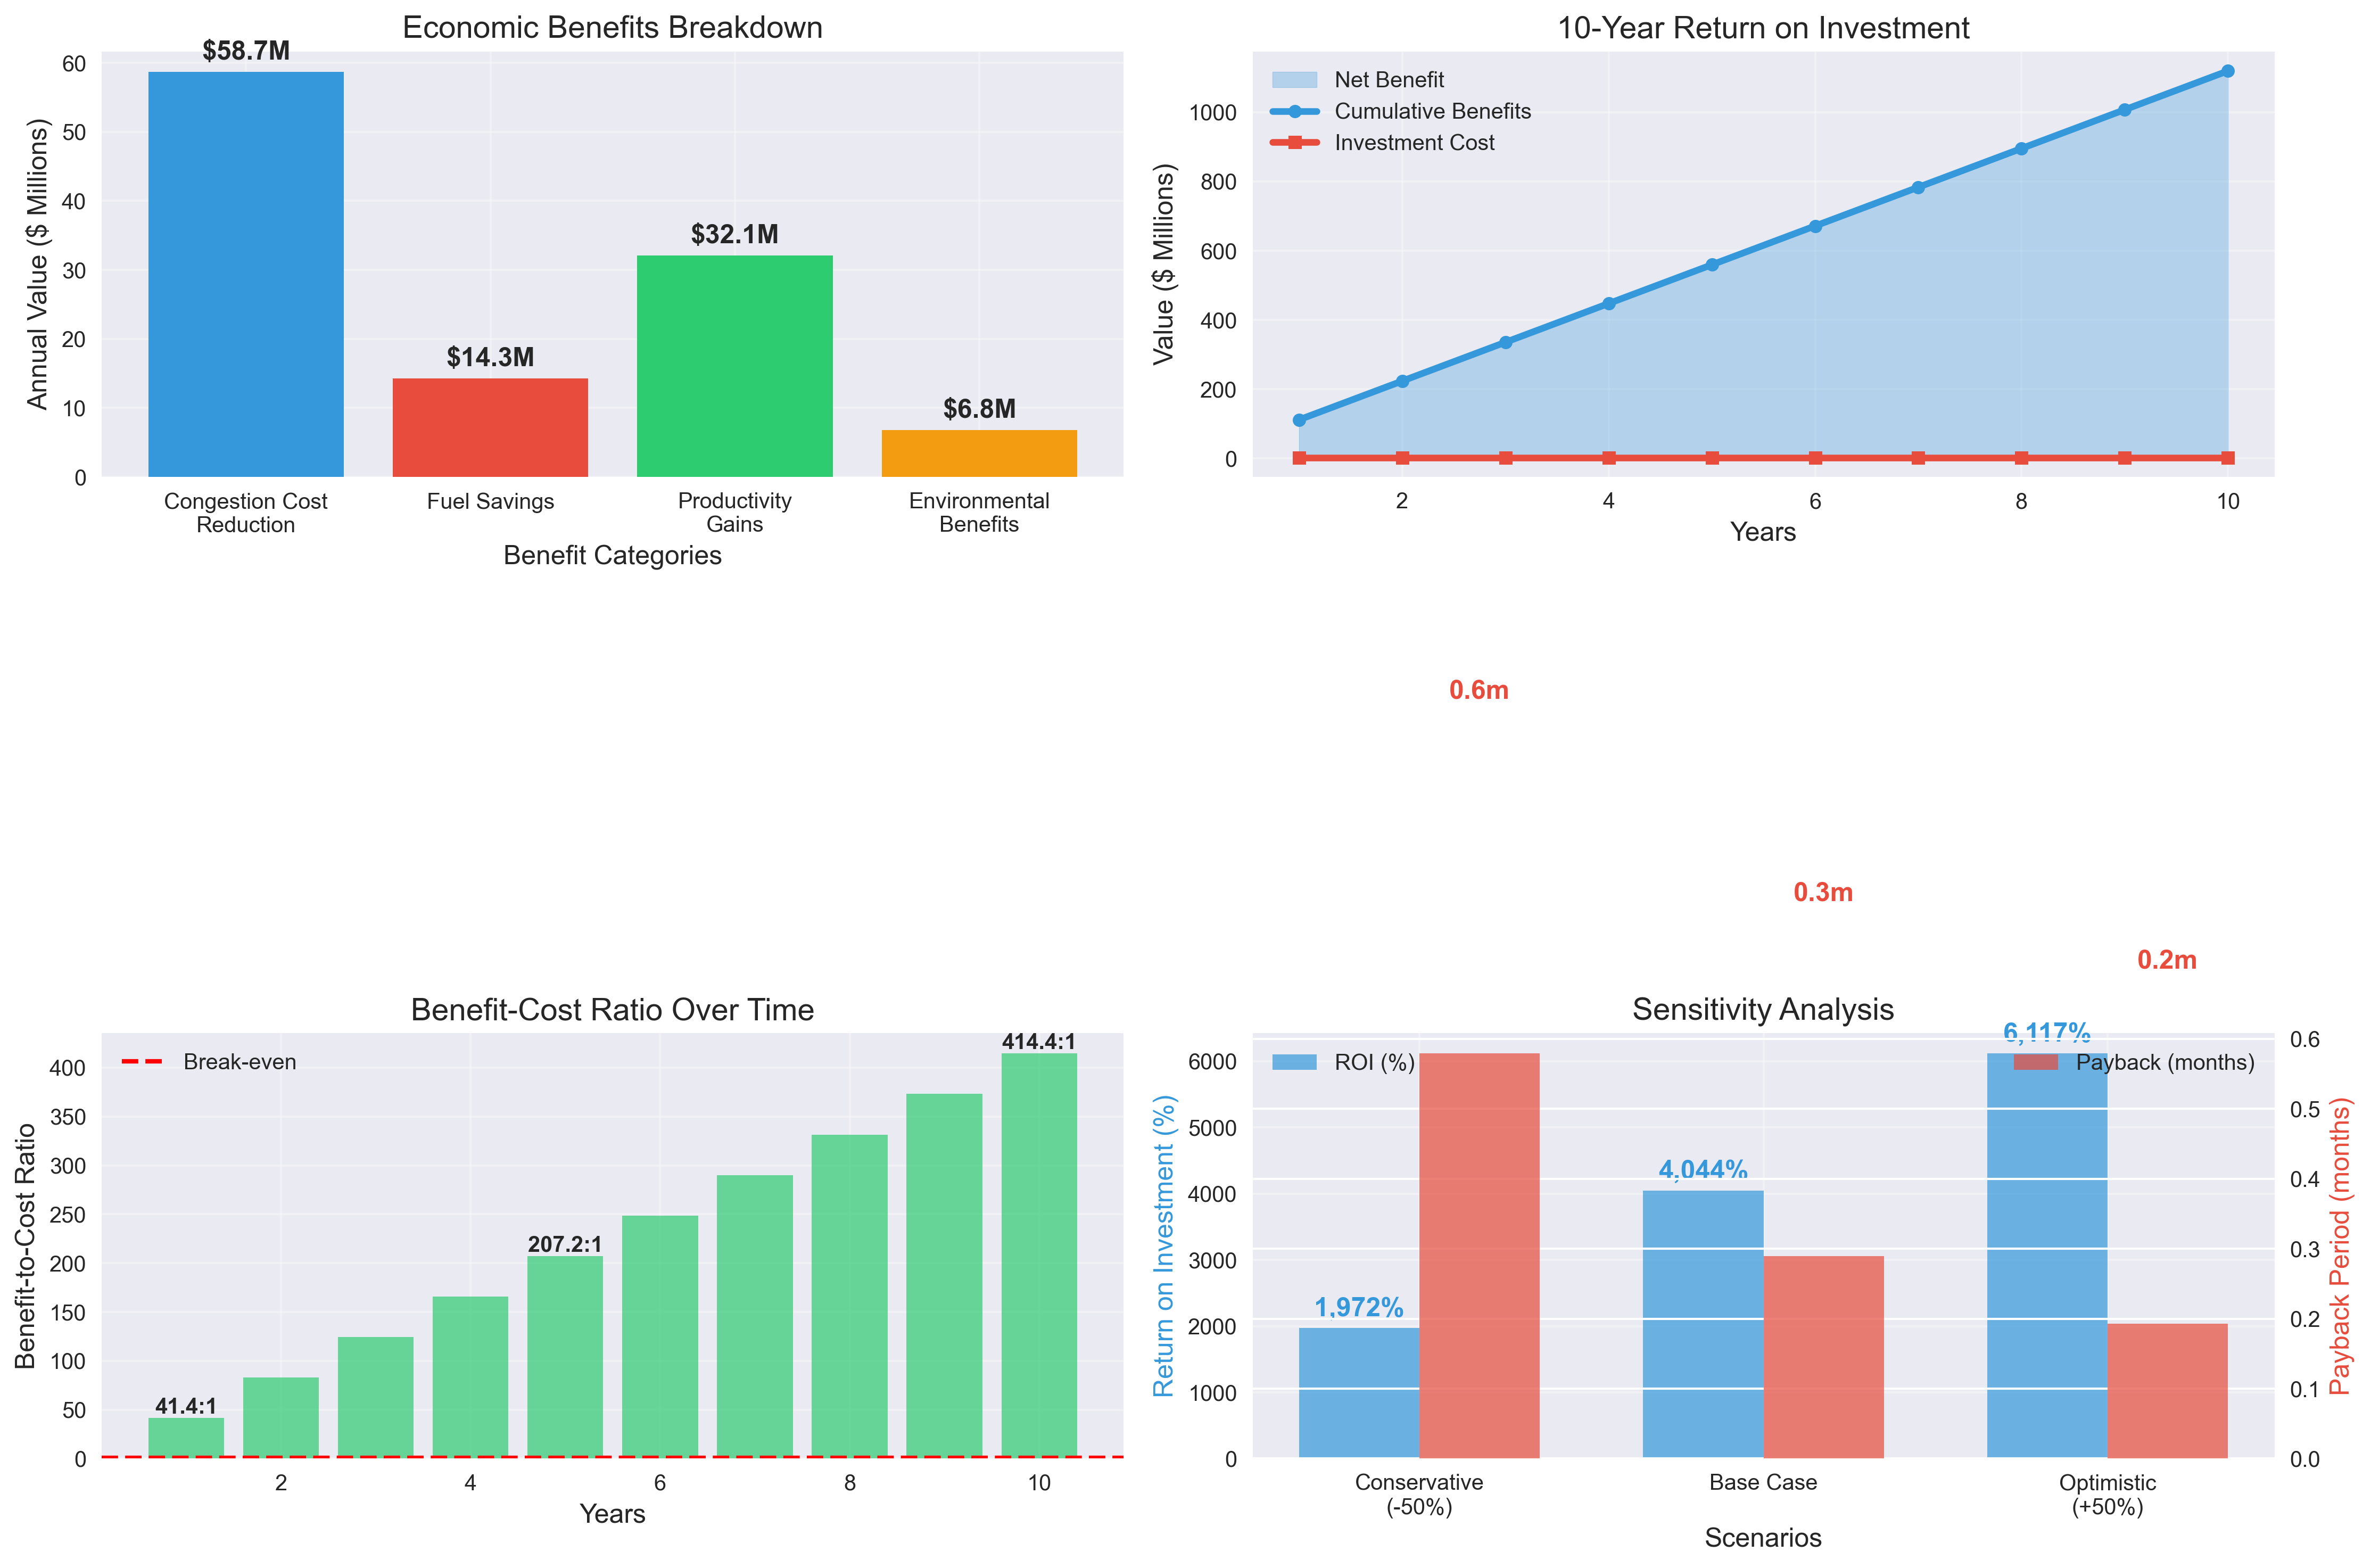 Economic Benefits Breakdown
$58.7M
$14.3M
$32.1M
$6.8M
60
50
40
30
20
10
0
Annual Value ($ Millions)
Congestion Cost
Reduction
Fuel Savings
Productivity
Gains
Environmental
Benefits
Benefit Categories
10-Year Return on Investment
Net Benefit
Cumulative Benefits
Investment Cost
1000
800
600
400
200
0
Value ($ Millions)
2
4
6
8
10
Years
0.6m
0.3m
0.2m
Benefit-Cost Ratio Over Time
Break-even
41.4:1
207.2:1
414.4:1
400
350
300
250
200
150
100
50
0
Benefit-to-Cost Ratio
2
4
6
8
10
Years
Sensitivity Analysis
ROI (%)
Payback (months)
1,972%
4,044%
6,117%
6000
5000
4000
3000
2000
1000
0
Return on Investment (%)
0.6
0.5
0.4
0.3
0.2
0.1
0.0
Payback Period (months)
Conservative
(-50%)
Base Case
Optimistic
(+50%)
Scenarios